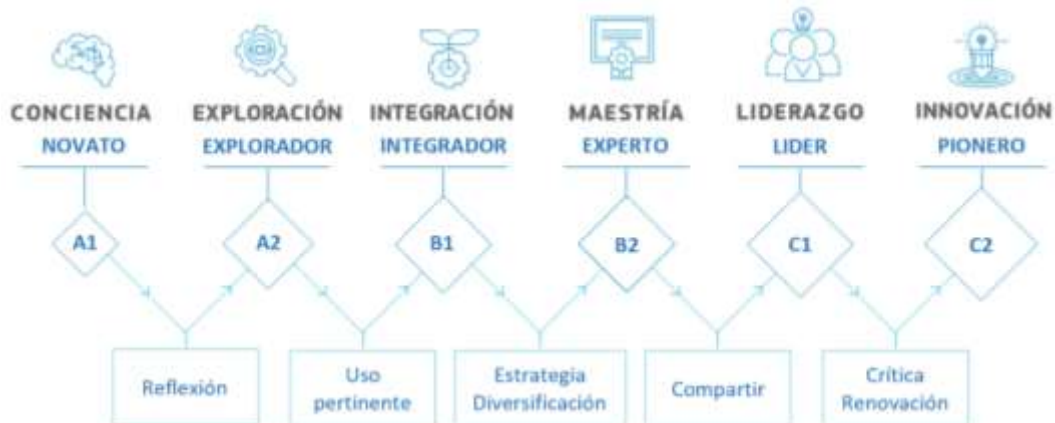 CONCIENCIA
NOVATO
EXPLORACIÓN
EXPLORADOR
INTEGRACIÓN
INTEGRADOR
MAESTRÍA
EXPERTO
LIDERAZGO
LIDER
INNOVACIÓN
PIONERO
A1
A2
B1
B2
C1
C2
Reflexión
Uso
pertinente
Estrategia
Diversificación
Compartir
Crítica
Renovación